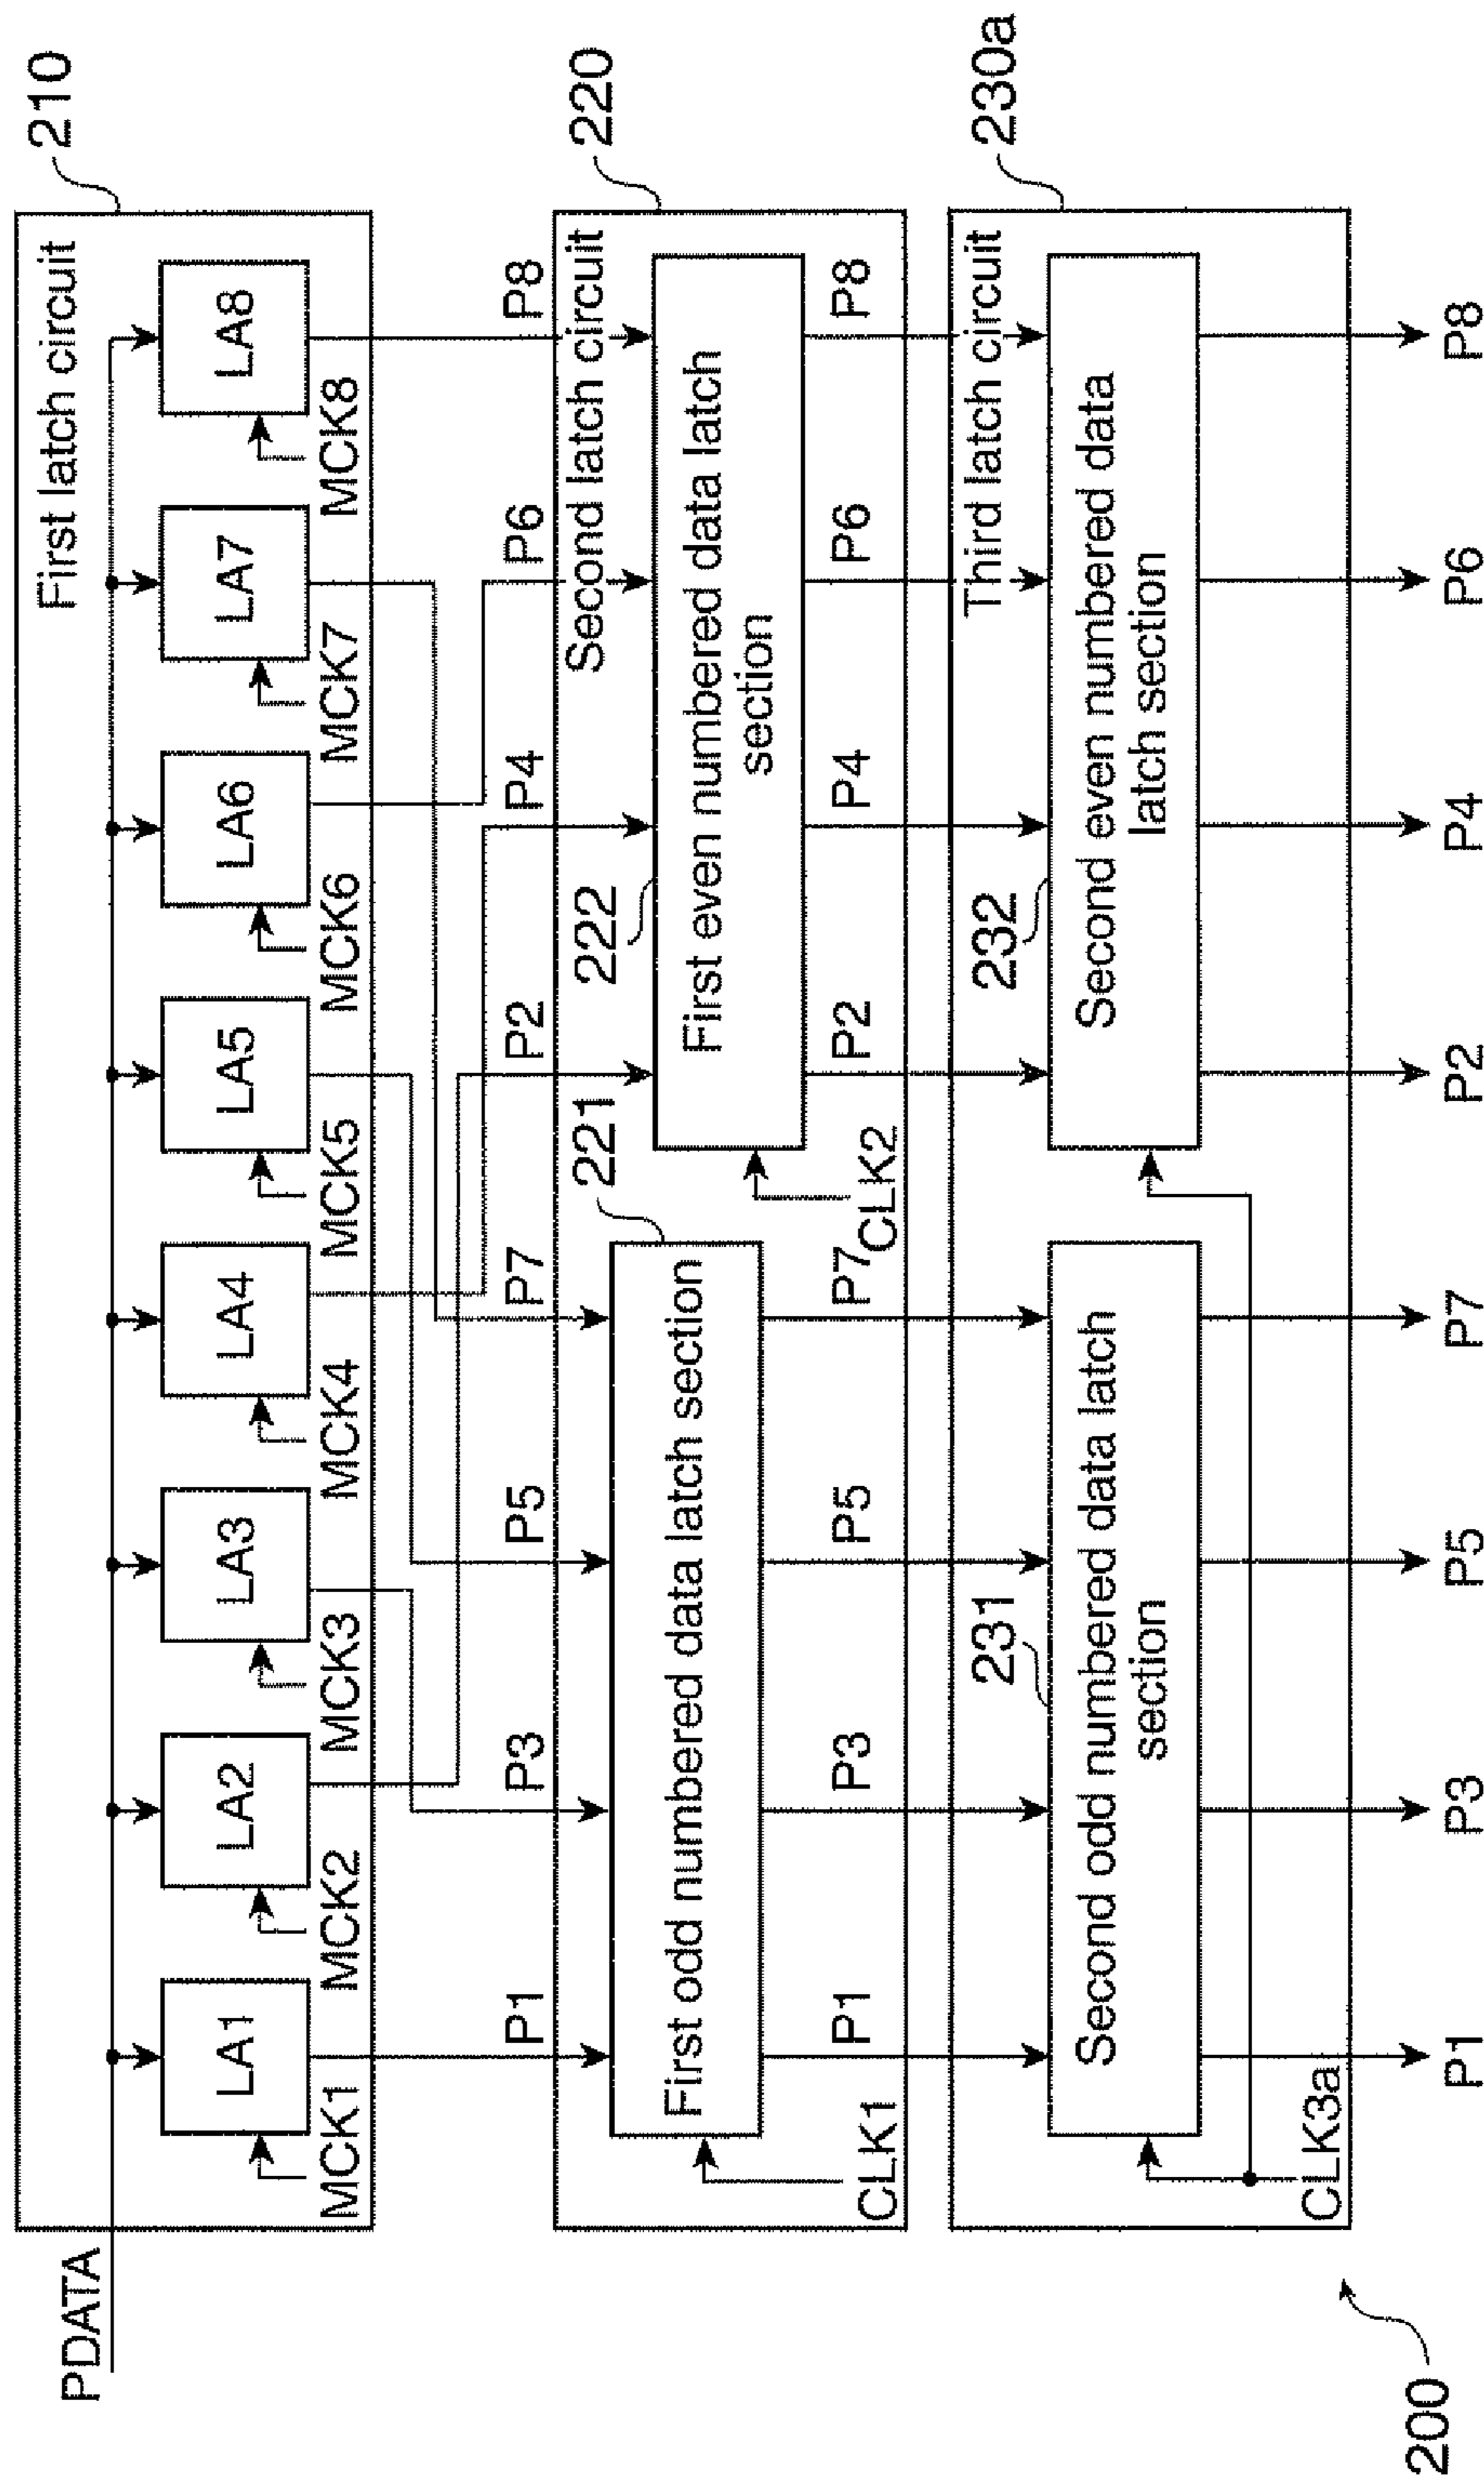 210
First latch circuit
PDATA
LA1
LA2
LA3
LA4
LA5
LA6
LA7
LA8
MCK1
MCK2
MCK3
MCK4
MCK5
MCK6
MCK7
MCK8
220
P1
P3
P5
P7
P2
P4
P6
P8
Second latch circuit
221
222
First odd numbered data latch section
First even numbered data latch
section
CLK1
CLK2
P1
P3
P5
P7
P2
P4
P6
P8
230a
Third latch circuit
231
232
Second odd numbered data latch
section
Second even numbered data
latch section
CLK3a
P1
P3
P5
P7
P2
P4
P6
P8
200